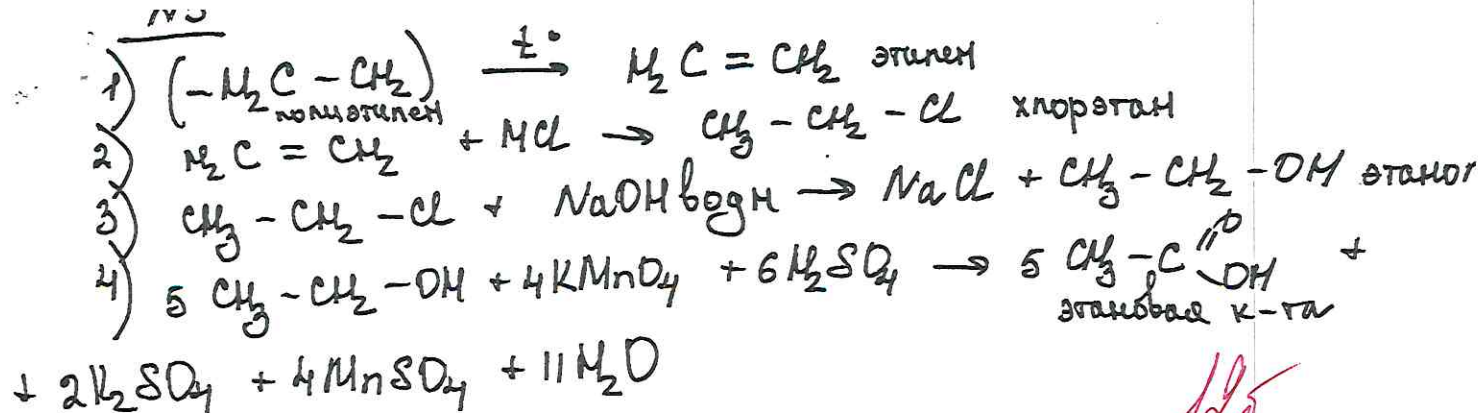 №5
1) (-H₂C - CH₂) t° → H₂C = CH₂ этилен
полиэтилен
2) H₂C = CH₂ + HCl → CH₃ - CH₂ - Cl хлорэтан
3) CH₃ - CH₂ - Cl + NaOH водн → NaCl + CH₃ - CH₂ - OH этанол
4) 5 CH₃ - CH₂ - OH + 4KMnO₄ + 6H₂SO₄ → 5 CH₃ - C (=O) - OH +
этановая к-та
+ 2K₂SO₄ + 4MnSO₄ + 11H₂O